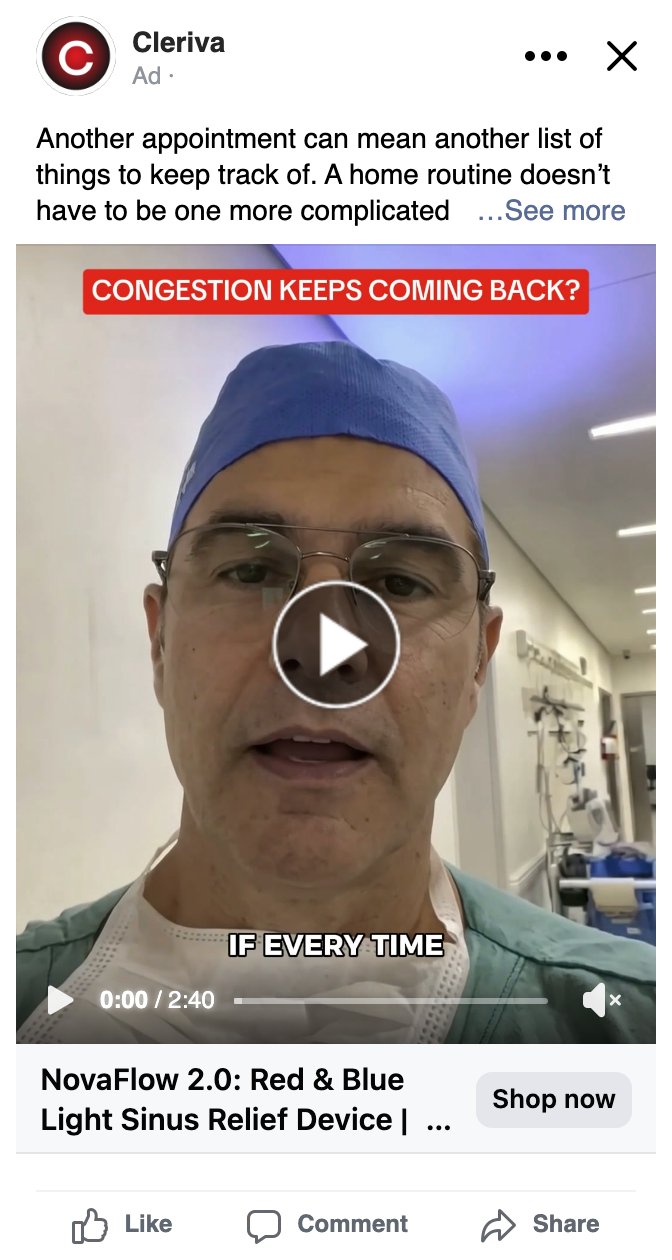 C
Cleriva
Ad ·
Another appointment can mean another list of
things to keep track of. A home routine doesn’t
have to be one more complicated ...See more
CONGESTION KEEPS COMING BACK?
IF EVERY TIME
0:00 / 2:40
NovaFlow 2.0: Red & Blue
Light Sinus Relief Device | ...
Shop now
Like
Comment
Share